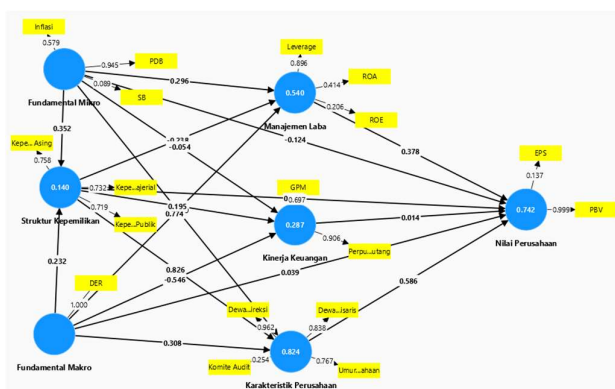 Inflasi
0.579
0.945
PDB
0.089
SB
Fundamental Mikro
0.296
0.352
Leverage
0.896
ROA
0.414
0.540
0.206
ROE
Manajemen Laba
-0.238
-0.054
-0.124
0.378
Kepe... Asing
0.758
0.140
0.732
Kepe...ajerial
0.719
Kepe...Publik
Struktur Kepemilikan
0.195
0.774
GPM
0.697
0.287
0.906
Perpu...utang
Kinerja Keuangan
0.014
EPS
0.137
0.742
0.999
PBV
Nilai Perusahaan
0.232
0.826
-0.546
0.039
0.586
DER
1.000
Fundamental Makro
0.308
Dewa...ireksi
0.962
Dewa...isaris
0.838
0.824
Komite Audit
0.254
0.767
Umur...ahaan
Karakteristik Perusahaan